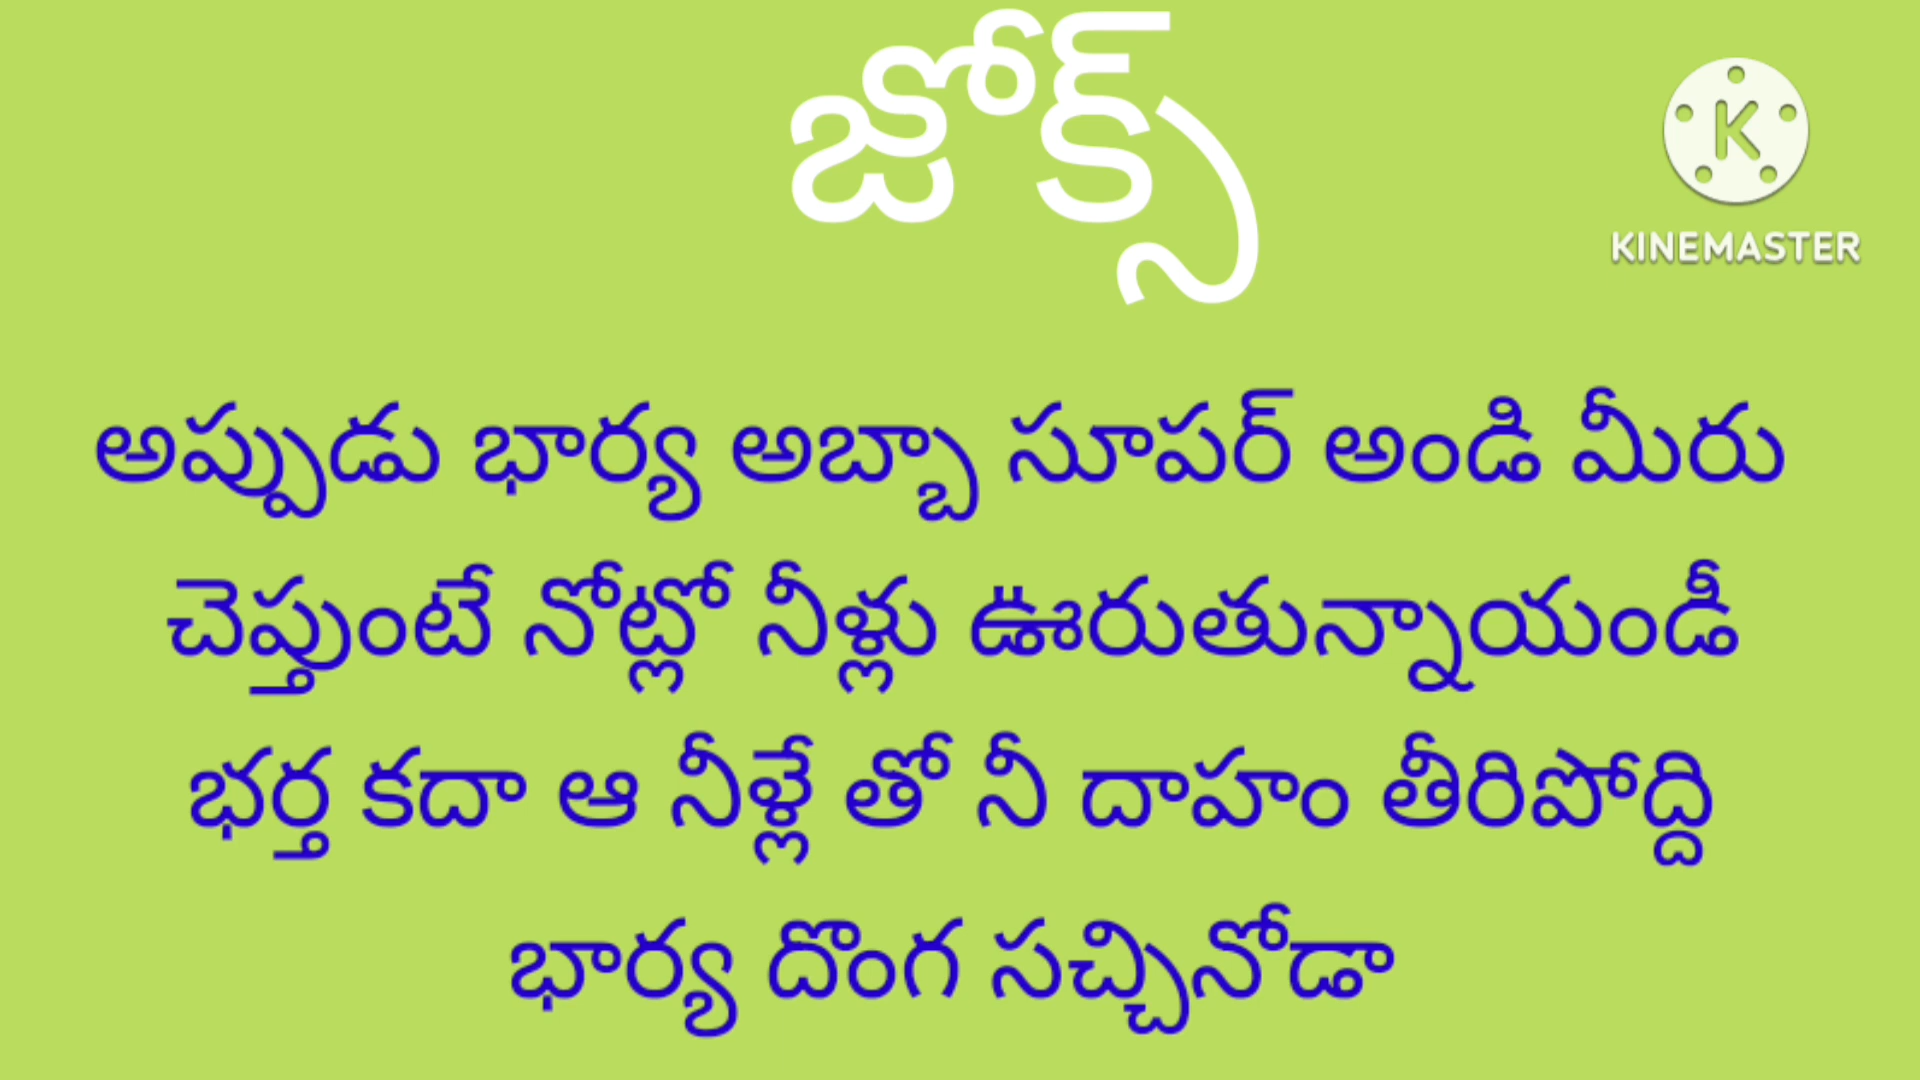 జోక్స్
KINEMASTER
అప్పుడు భార్య అబ్బా సూపర్ అండి మీరు
చెప్తుంటే నోట్లో నీళ్లు ఊరుతున్నాయండీ
భర్త కదా ఆ నీళ్లే తో నీ దాహం తీరిపోద్ది
భార్య దొంగ సచ్చినోడా